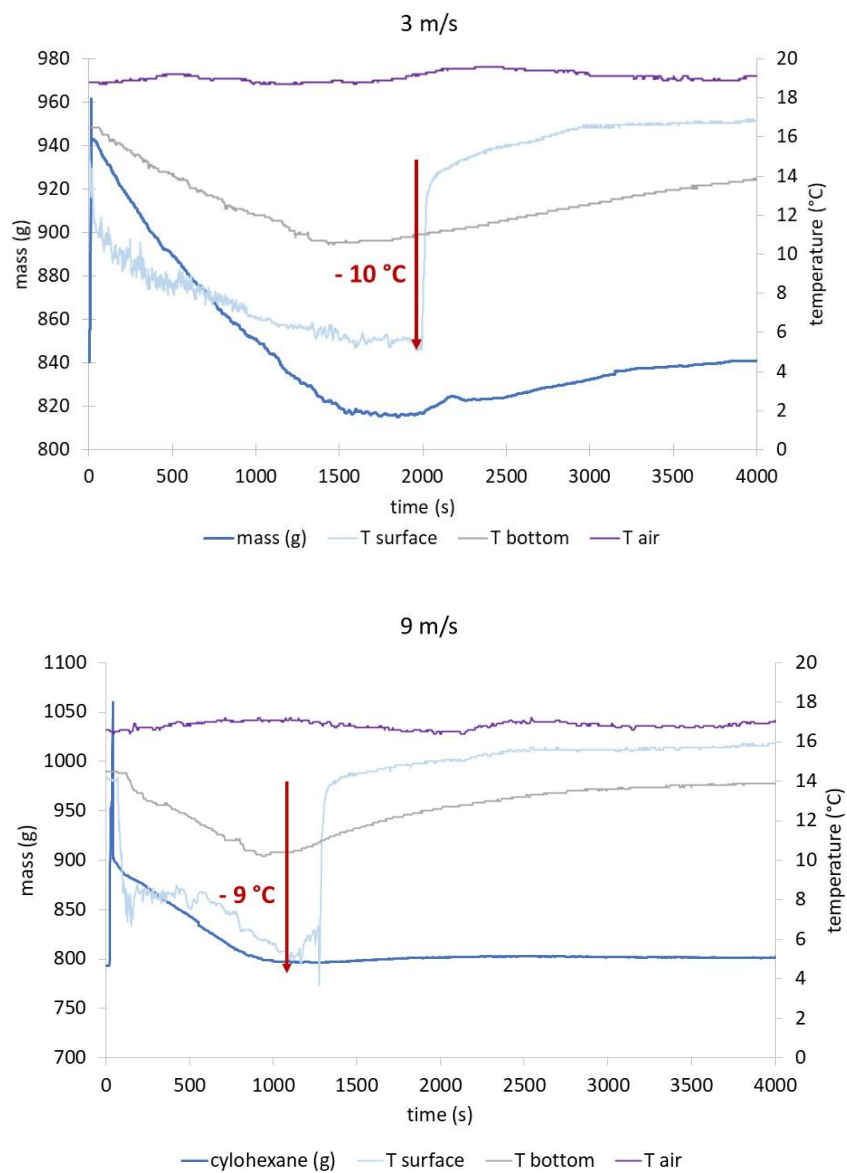 3 m/s
980 20
960 18
940 16
920 14
900 12
880 10
860 8
840 6
820 4
800 2
0
mass (g)
temperature (°C)
- 10 °C
0 500 1000 1500 2000 2500 3000 3500 4000
time (s)
mass (g) T surface T bottom T air
9 m/s
1100 20
1050 18
1000 16
950 14
900 12
850 10
800 8
750 6
700 4
2
0
mass (g)
temperature (°C)
- 9 °C
0 500 1000 1500 2000 2500 3000 3500 4000
time (s)
cylohexane (g) T surface T bottom T air